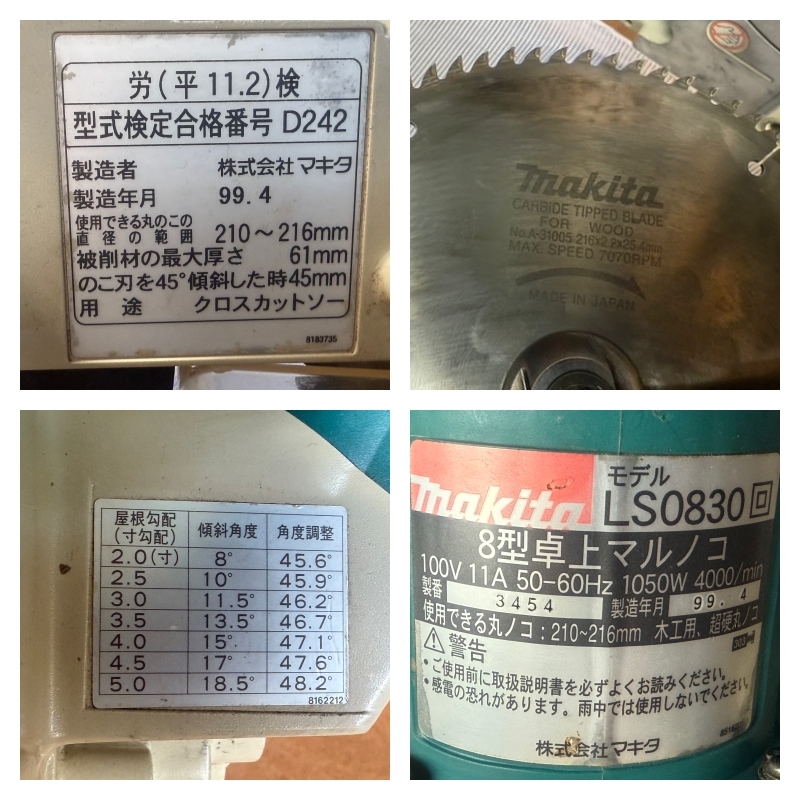 労(平11.2)検
型式検定合格番号 D242
製造者 株式会社マキタ
製造年月 99.4
使用できる丸のこの
直径の範囲 210～216mm
被削材の最大厚さ 61mm
のこ刃を45°傾斜した時45mm
用途 クロスカットソー
8183735
makita
CARBIDE TIPPED BLADE
FOR WOOD
No.A-31005 216x2.2x25.4mm
MAX. SPEED 7070RPM
MADE IN JAPAN
屋根勾配(寸勾配) 傾斜角度 角度調整
2.0(寸) 8° 45.6°
2.5 10° 45.9°
3.0 11.5° 46.2°
3.5 13.5° 46.7°
4.0 15° 47.1°
4.5 17° 47.6°
5.0 18.5° 48.2°
8162212
makita
モデル
LS0830
8型卓上マルノコ
100V 11A 50-60Hz 1050W 4000/min
製番 3454 製造年月 99.4
使用できる丸ノコ：210~216mm 木工用、超硬丸ノコ
警告
・ご使用前に取扱説明書を必ずよくお読みください。
・感電の恐れがあります。雨中では使用しないでください。
株式会社マキタ